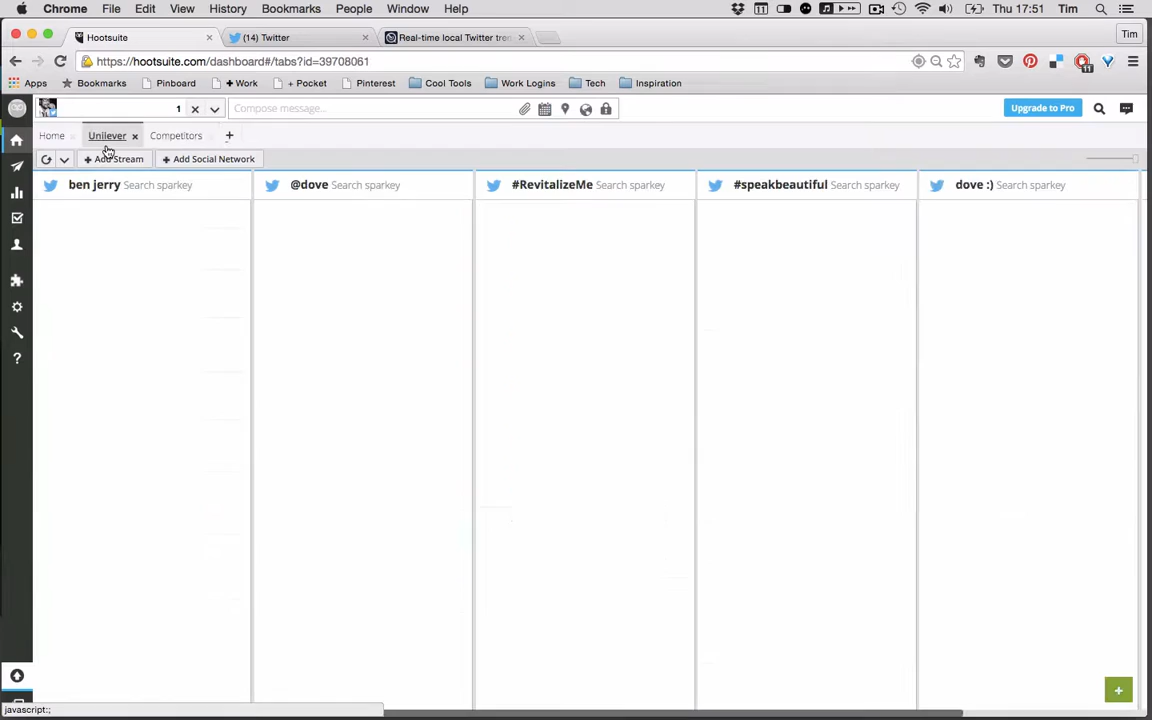 Chrome File Edit View History Bookmarks People Window Help 11 Thu 17:51 Tim
Hootsuite × (14) Twitter × Real-time local Twitter tren × Tim
https://hootsuite.com/dashboard#/tabs?id=39708061 11
Apps Bookmarks Pinboard + Work + Pocket Pinterest Cool Tools Work Logins Tech Inspiration
1 × Compose message... Upgrade to Pro
Home Unilever × Competitors +
+ Add Stream + Add Social Network
ben jerry Search sparkey @dove Search sparkey #RevitalizeMe Search sparkey #speakbeautiful Search sparkey dove :) Search sparkey
?
+
javascript:;